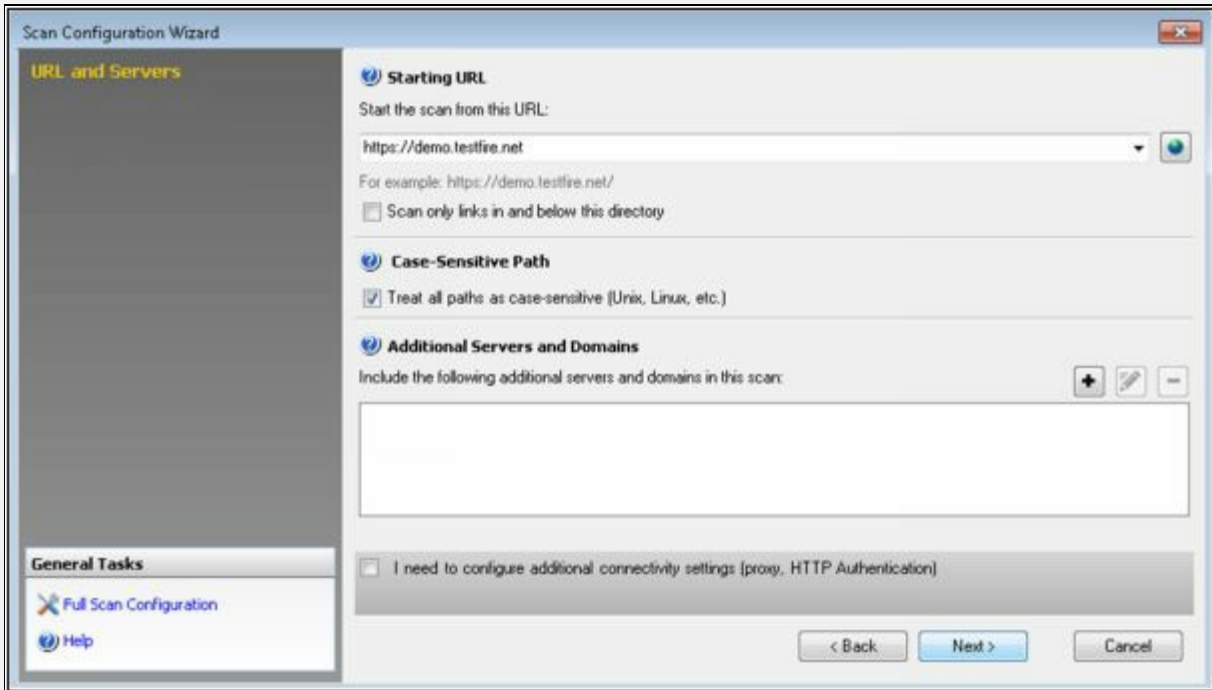 Scan Configuration Wizard
URL and Servers
Starting URL
Start the scan from this URL:
https://demo.testfire.net
For example: https://demo.testfire.net/
Scan only links in and below this directory
Case-Sensitive Path
Treat all paths as case-sensitive (Unix, Linux, etc.)
Additional Servers and Domains
Include the following additional servers and domains in this scan:
General Tasks
Full Scan Configuration
Help
I need to configure additional connectivity settings (proxy, HTTP Authentication)
< Back
Next >
Cancel